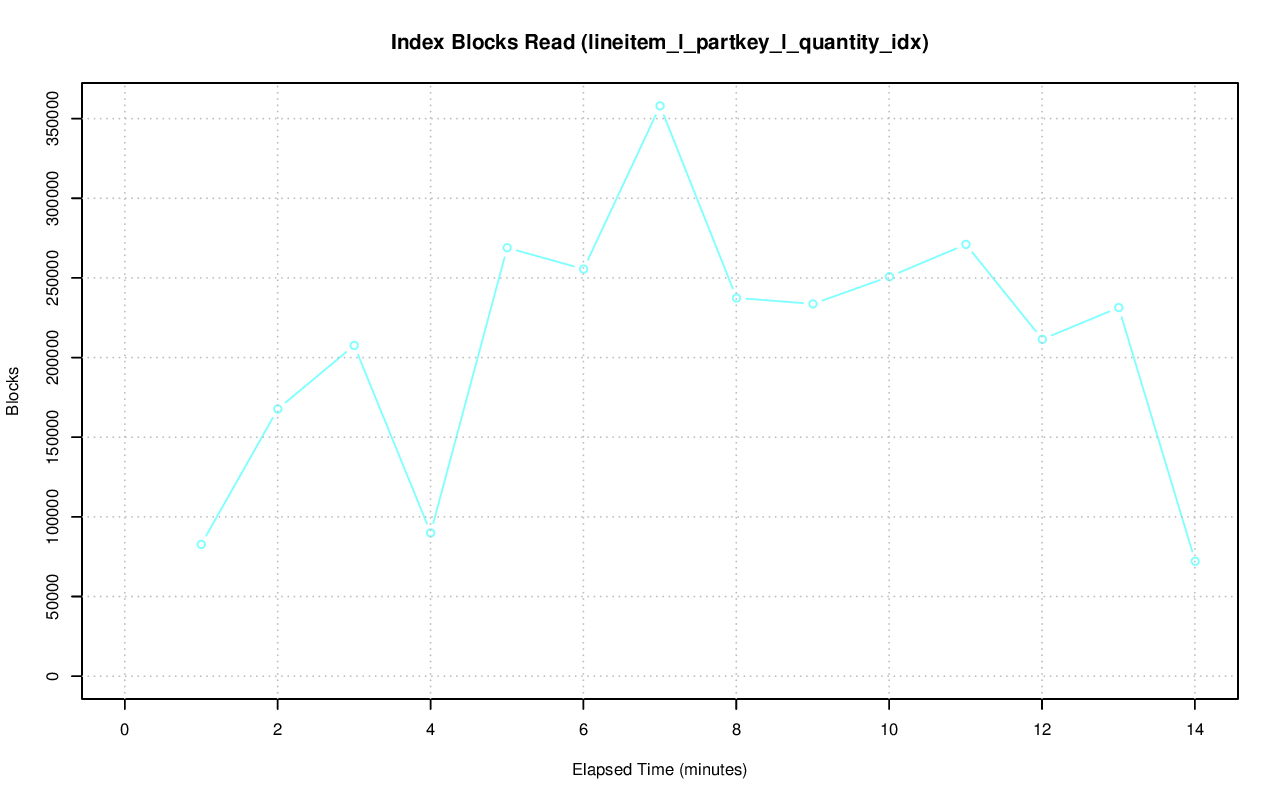 Index Blocks Read (lineitem_l_partkey_l_quantity_idx)
350000
300000
250000
200000
150000
100000
50000
0
Blocks
0 2 4 6 8 10 12 14
Elapsed Time (minutes)